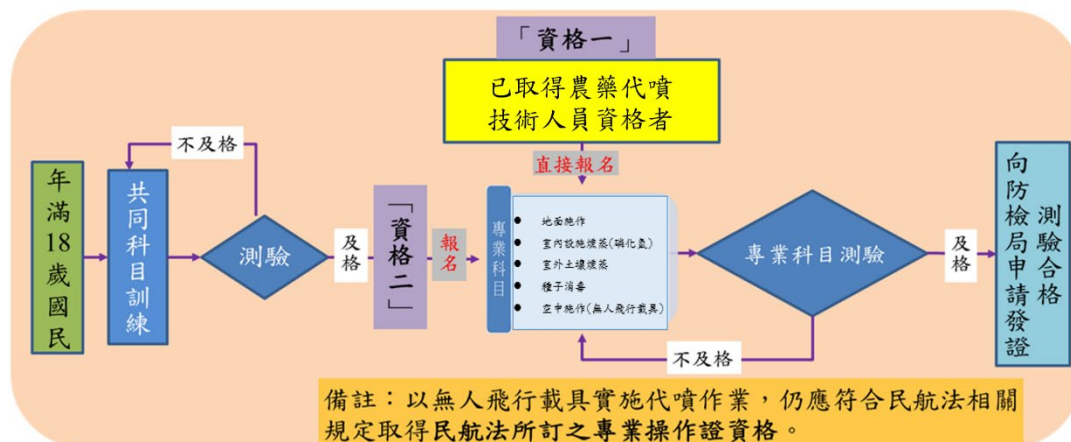 「資格一」
已取得農藥代噴
技術人員資格者
直接報名
年滿18歲國民
共同科目訓練
不及格
測驗
及格
「資格二」
報名
專業科目
地面施作
室內設施燻蒸(磷化氫)
室外土壤燻蒸
種子消毒
空中施作(無人飛行載具)
專業科目測驗
不及格
及格
測驗合格
向防檢局申請發證
備註：以無人飛行載具實施代噴作業，仍應符合民航法相關
規定取得民航法所訂之專業操作證資格。